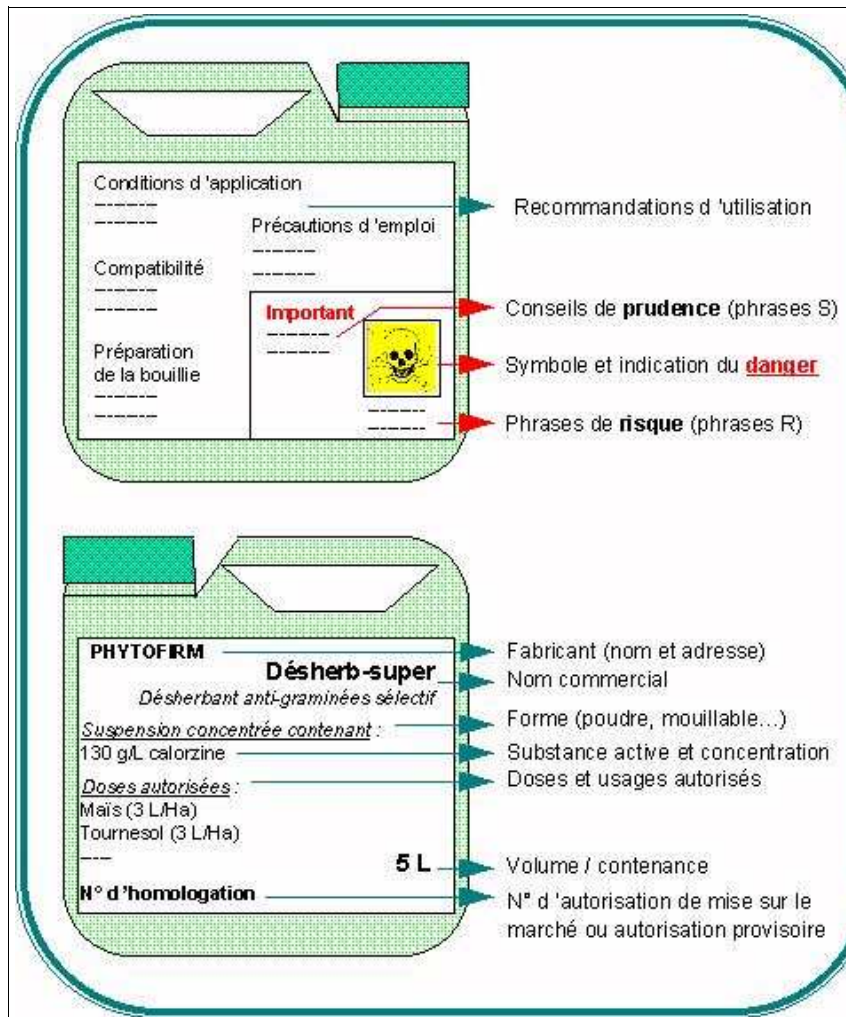 Conditions d 'application
----------
----------
Précautions d 'emploi
----------
----------
Compatibilité
----------
----------
Préparation
de la bouillie
----------
----------
Important
----------
----------
----------
----------
Recommandations d 'utilisation
Conseils de prudence (phrases S)
Symbole et indication du danger
Phrases de risque (phrases R)
PHYTOFIRM
Désherb-super
Désherbant anti-graminées sélectif
Suspension concentrée contenant :
130 g/L calorzine
Doses autorisées :
Maïs (3 L/Ha)
Tournesol (3 L/Ha)
----
5 L
N° d 'homologation
Fabricant (nom et adresse)
Nom commercial
Forme (poudre, mouillable...)
Substance active et concentration
Doses et usages autorisés
Volume / contenance
N° d 'autorisation de mise sur le
marché ou autorisation provisoire